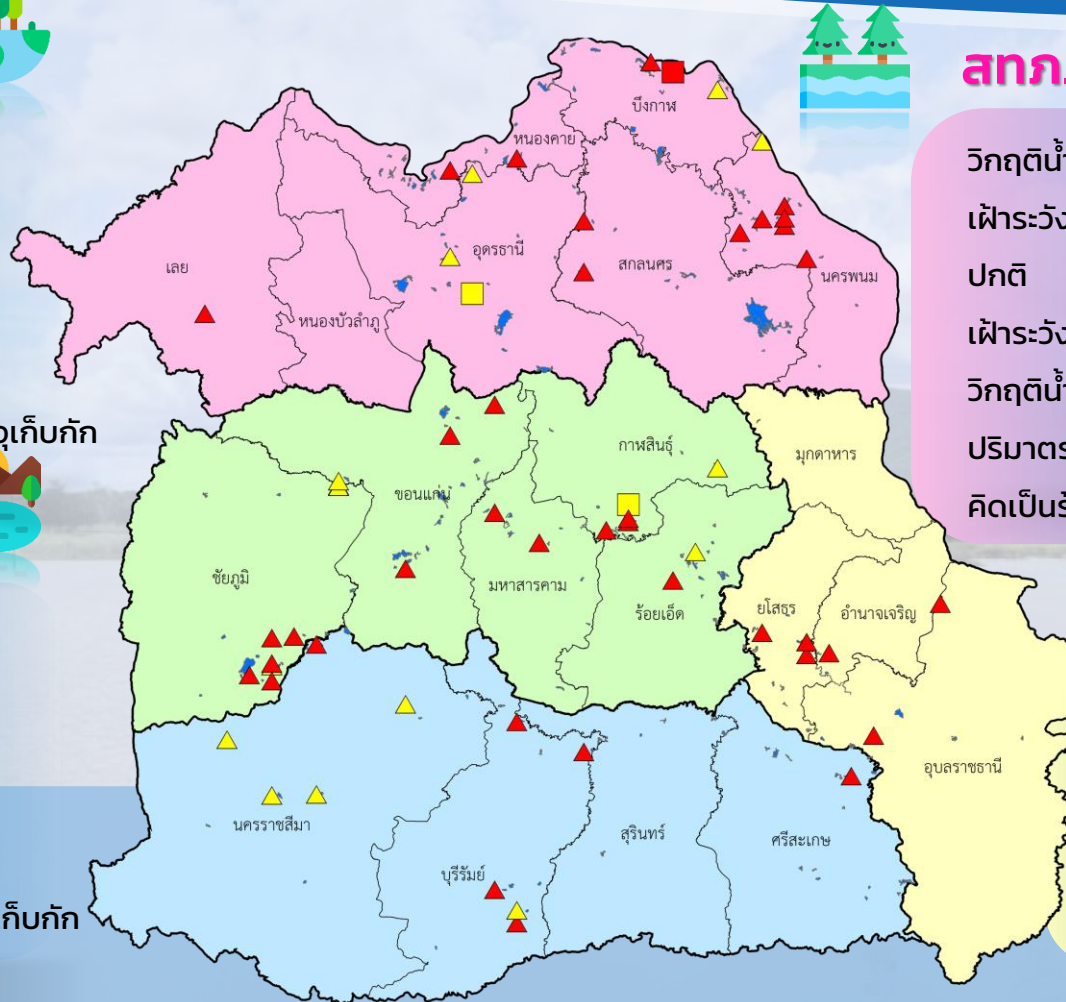 สทภ.
วิกฤติน้ำ
เฝ้าระวัง
ปกติ
เฝ้าระวัง
วิกฤติน้ำ
ปริมาตร
คิดเป็นร้
บึงกาฬ
หนองคาย
อุดรธานี
สกลนคร
นครพนม
เลย
หนองบัวลำภู
ุเก็บกัก
กาฬสินธุ์
มุกดาหาร
ขอนแก่น
ชัยภูมิ
มหาสารคาม
ร้อยเอ็ด
ยโสธร
อำนาจเจริญ
อุบลราชธานี
นครราชสีมา
สุรินทร์
ศรีสะเกษ
บุรีรัมย์
ก็บกัก